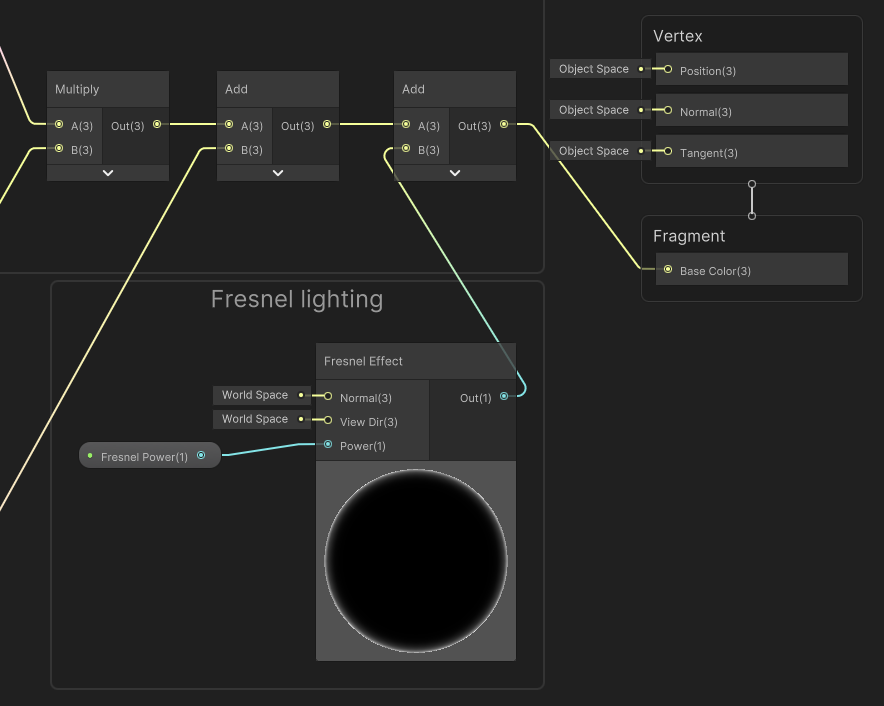 Multiply
A(3)
Out(3)
B(3)
Add
A(3)
Out(3)
B(3)
Add
A(3)
Out(3)
B(3)
Vertex
Object Space
Position(3)
Object Space
Normal(3)
Object Space
Tangent(3)
Fragment
Base Color(3)
Fresnel lighting
Fresnel Effect
World Space
Normal(3)
Out(1)
World Space
View Dir(3)
Power(1)
Fresnel Power(1)